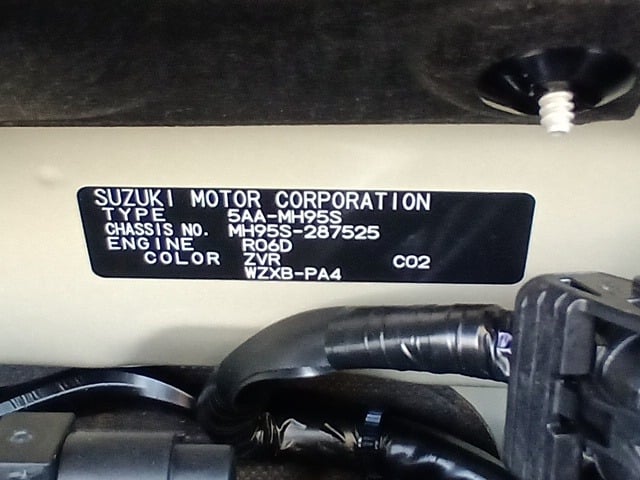 SUZUKI MOTOR CORPORATION
TYPE 5AA-MH95S
CHASSIS NO. MH95S-287525
ENGINE R06D
COLOR ZVR C02
WZXB-PA4